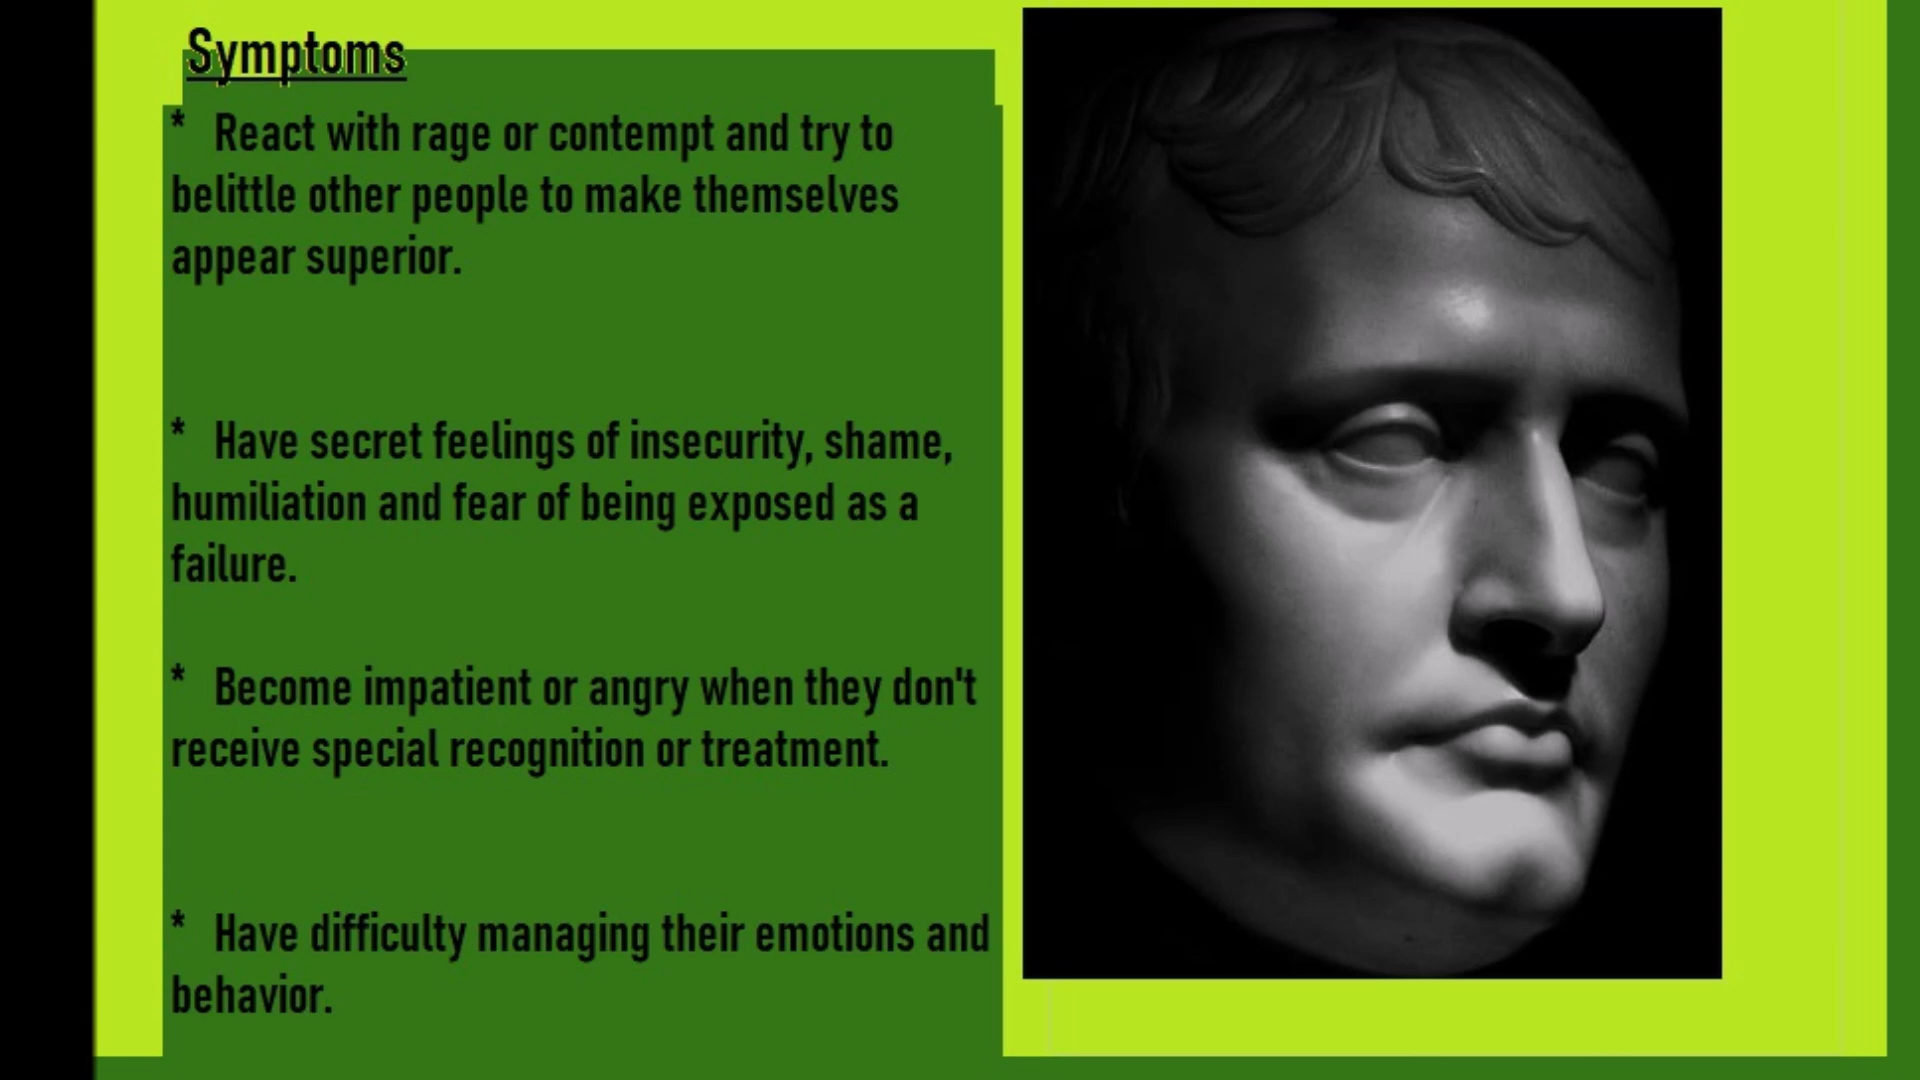 Symptoms
* React with rage or contempt and try to
belittle other people to make themselves
appear superior.
* Have secret feelings of insecurity, shame,
humiliation and fear of being exposed as a
failure.
* Become impatient or angry when they don't
receive special recognition or treatment.
* Have difficulty managing their emotions and
behavior.